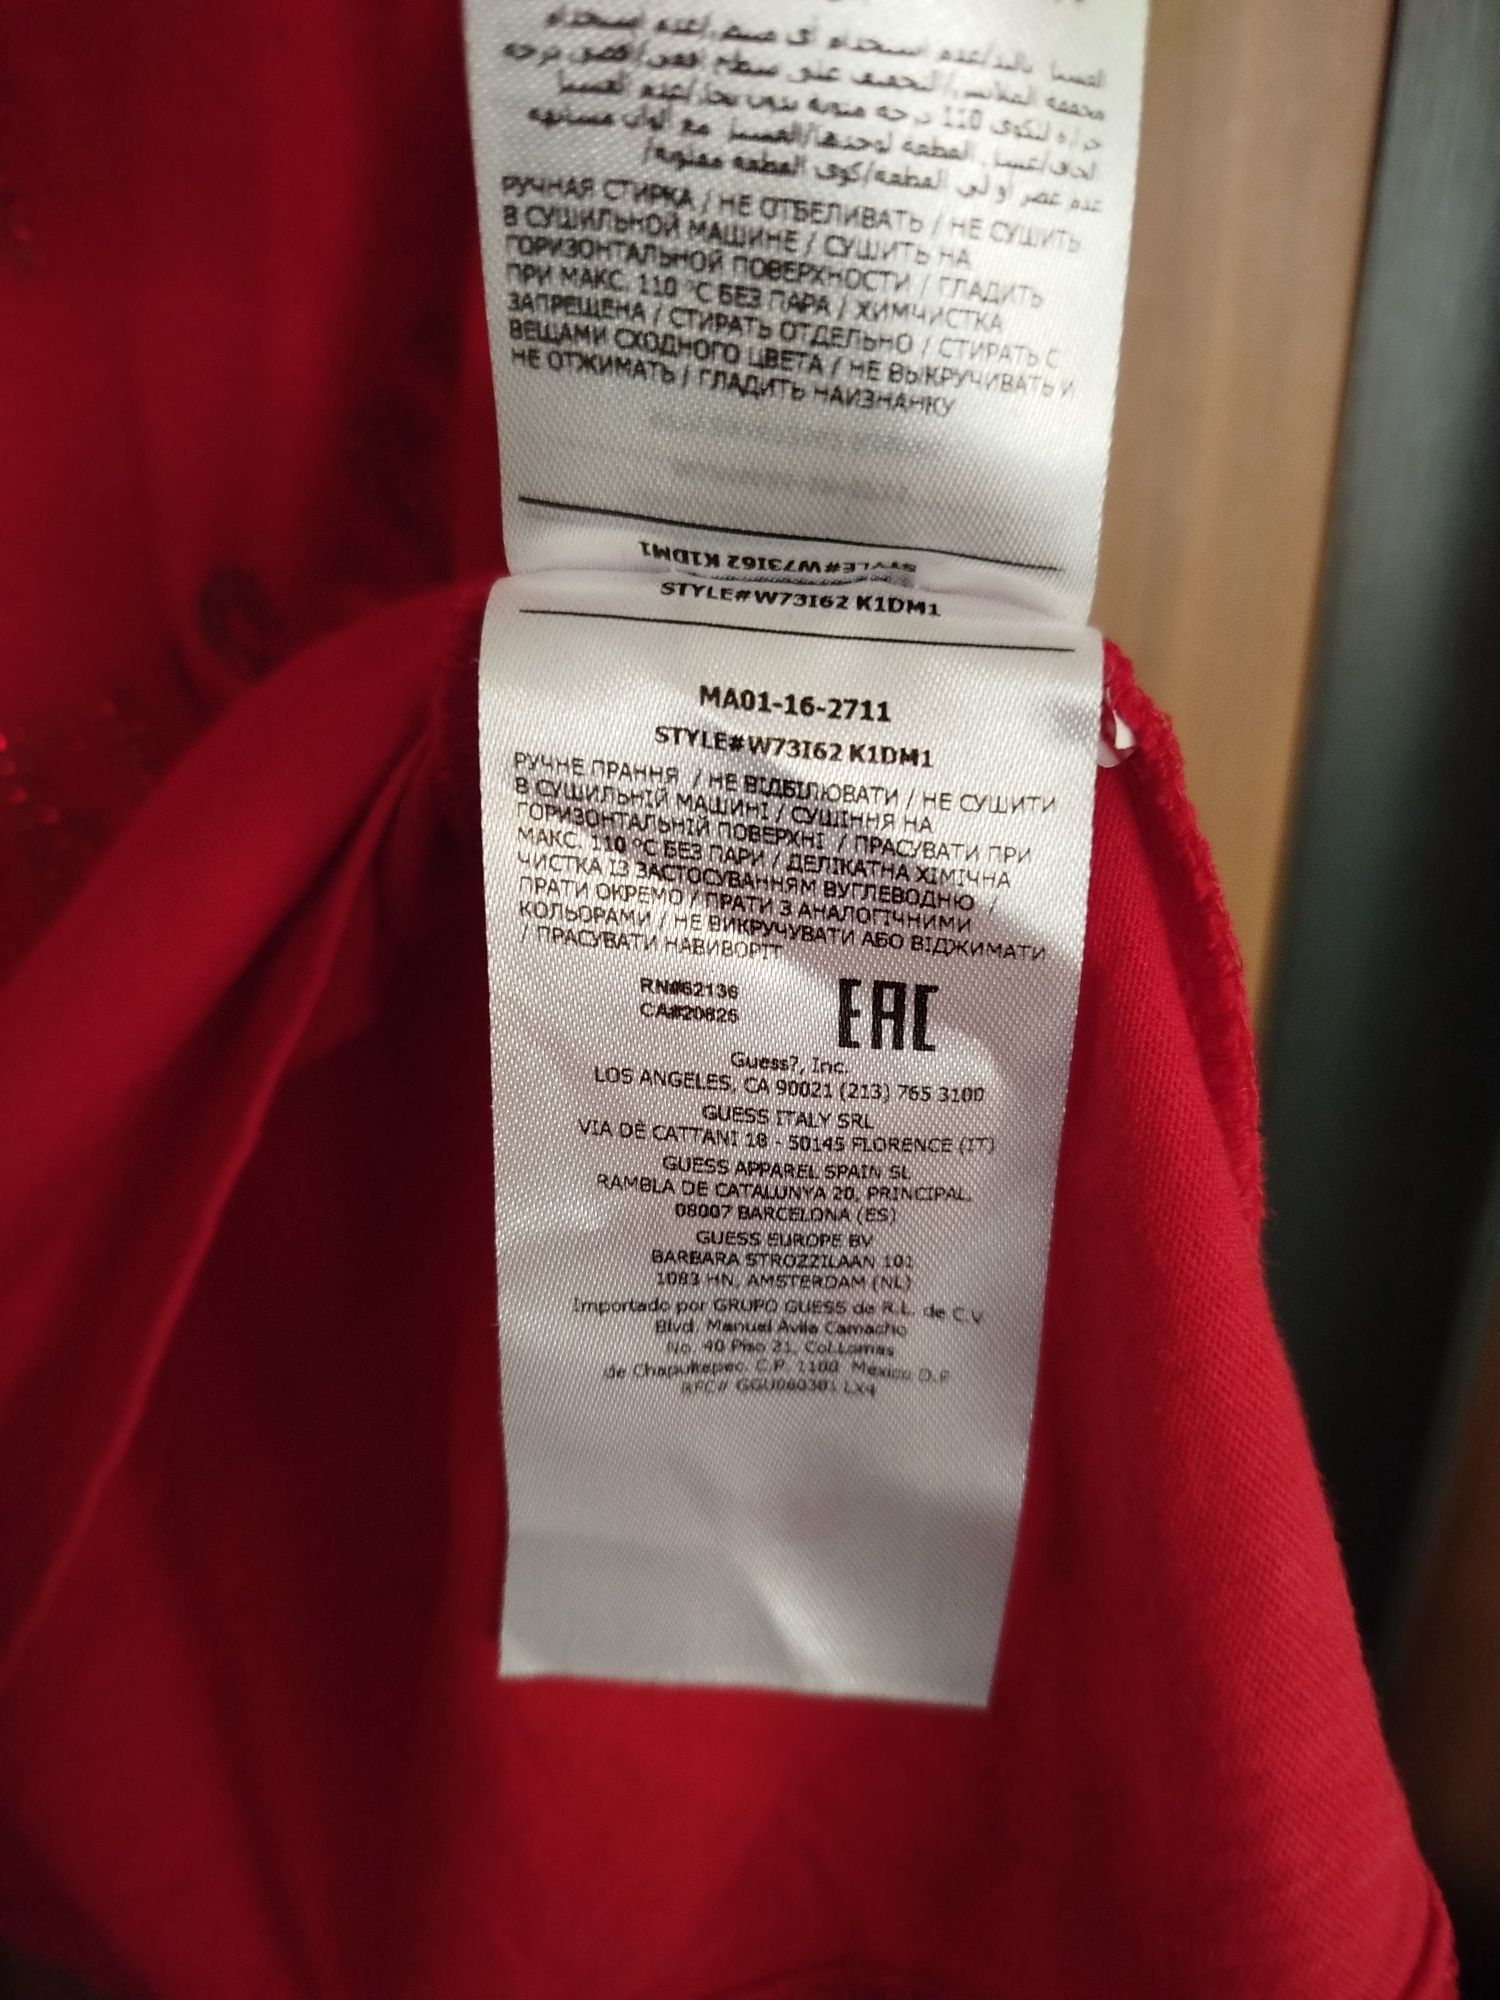 РУЧНАЯ СТИРКА / НЕ ОТБЕЛИВАТЬ / НЕ СУШИТЬ
В СУШИЛЬНОЙ МАШИНЕ / СУШИТЬ НА
ГОРИЗОНТАЛЬНОЙ ПОВЕРХНОСТИ / ГЛАДИТЬ
ПРИ МАКС. 110 °C БЕЗ ПАРА / ХИМЧИСТКА
ЗАПРЕЩЕНА / СТИРАТЬ ОТДЕЛЬНО / СТИРАТЬ С
ВЕЩАМИ СХОДНОГО ЦВЕТА / НЕ ВЫКРУЧИВАТЬ И
НЕ ОТЖИМАТЬ / ГЛАДИТЬ НАИЗНАНКУ
STYLE#W73I62 K1DM1
STYLE#W73I62 K1DM1
MA01-16-2711
STYLE#W73I62 K1DM1
РУЧНЕ ПРАННЯ / НЕ ВІДБІЛЮВАТИ / НЕ СУШИТИ
В СУШИЛЬНІЙ МАШИНІ / СУШІННЯ НА
ГОРИЗОНТАЛЬНІЙ ПОВЕРХНІ / ПРАСУВАТИ ПРИ
МАКС. 110 °C БЕЗ ПАРИ / ДЕЛІКАТНА ХІМІЧНА
ЧИСТКА ІЗ ЗАСТОСУВАННЯМ ВУГЛЕВОДНЮ /
ПРАТИ ОКРЕМО / ПРАТИ З АНАЛОГІЧНИМИ
КОЛЬОРАМИ / НЕ ВИКРУЧУВАТИ АБО ВІДЖИМАТИ
/ ПРАСУВАТИ НАВИВОРІТ
RN#62136
CA#20826
EAC
Guess?, Inc.
LOS ANGELES, CA 90021 (213) 765 3100
GUESS ITALY SRL
VIA DE CATTANI 18 - 50145 FLORENCE (IT)
GUESS APPAREL SPAIN SL
RAMBLA DE CATALUNYA 20, PRINCIPAL,
08007 BARCELONA (ES)
GUESS EUROPE BV
BARBARA STROZZILAAN 101
1083 HN, AMSTERDAM (NL)
Importado por GRUPO GUESS de R.L. de C.V
Blvd. Manuel Avila Camacho
No. 40 Piso 21, Col.Lomas
de Chapultepec, C.P. 1100 Mexico D.F
RFC# GGU060301 LX4